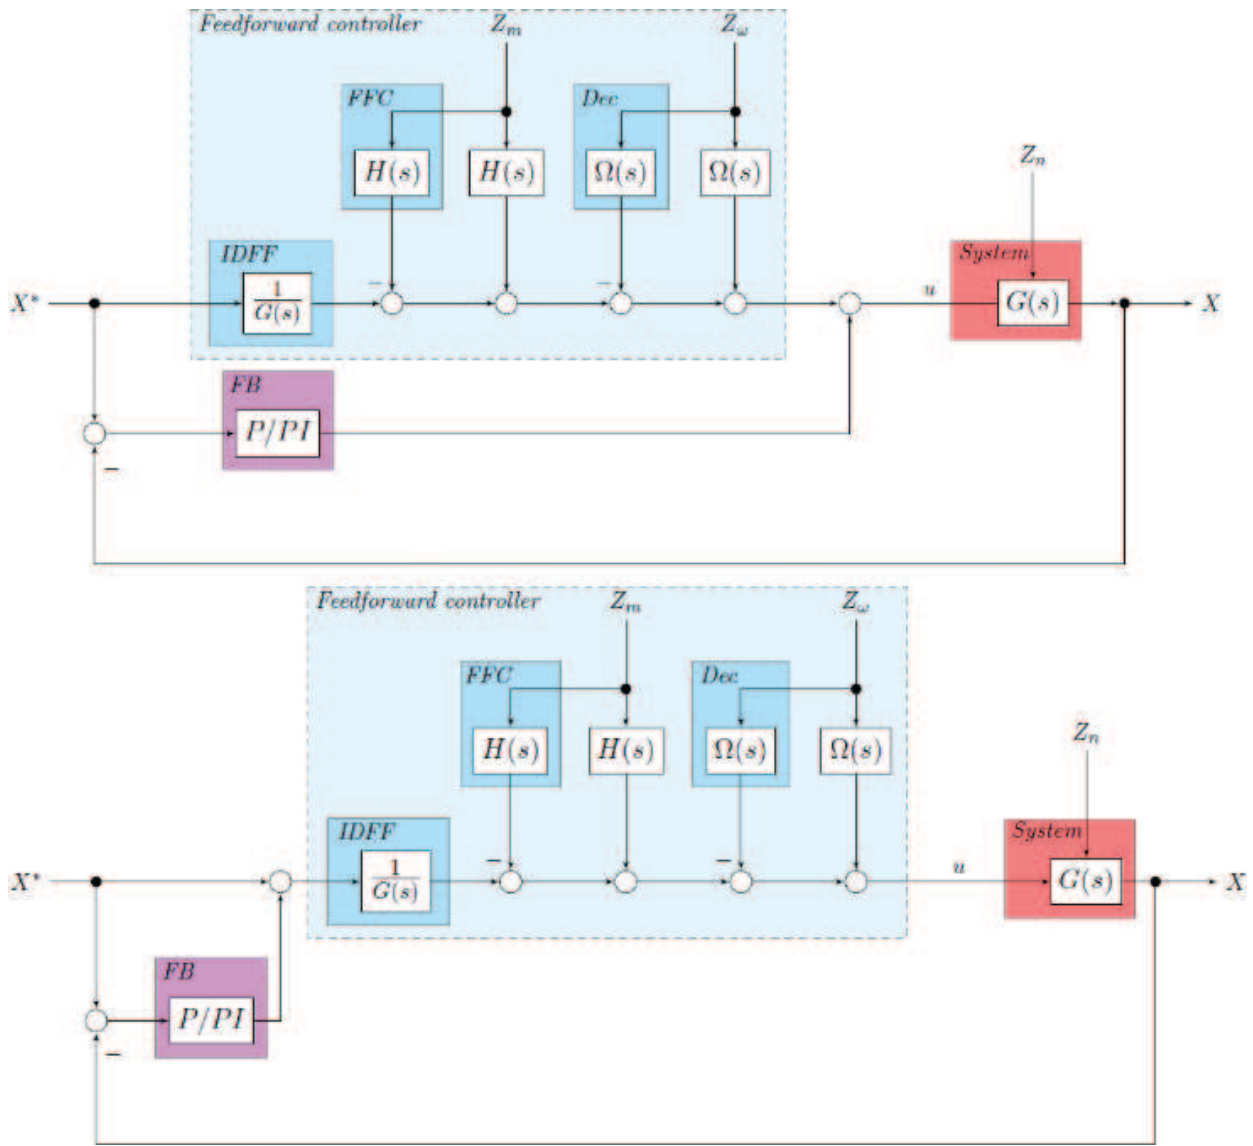 Feedforward controller
Z_m
Z_ω
FFC
Dec
H(s)
H(s)
Ω(s)
Ω(s)
Z_n
IDFF
System
X*
1/G(s)
−
−
u
G(s)
X
FB
P/PI
−
Feedforward controller
Z_m
Z_ω
FFC
Dec
H(s)
H(s)
Ω(s)
Ω(s)
Z_n
IDFF
System
X*
1/G(s)
−
−
u
G(s)
X
FB
P/PI
−